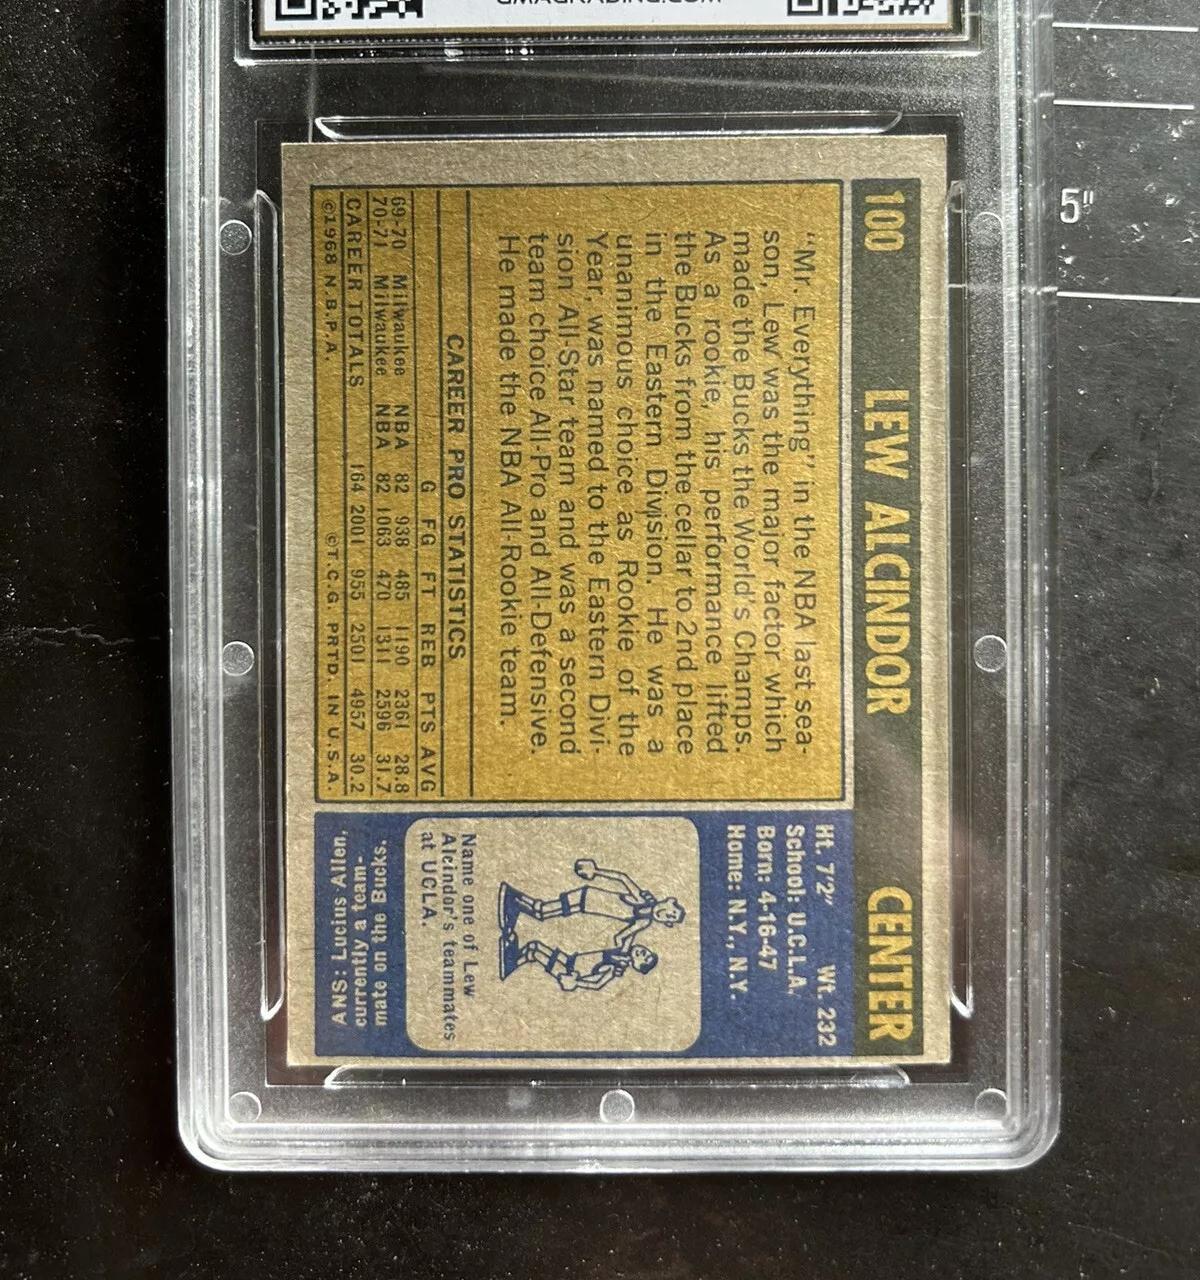 GMAGRADING.COM
5"
100 LEW ALCINDOR CENTER
"Mr. Everything" in the NBA last sea-
son, Lew was the major factor which
made the Bucks the World's Champs.
As a rookie, his performance lifted
the Bucks from the cellar to 2nd place
in the Eastern Division. He was a
unanimous choice as Rookie of the
Year, was named to the Eastern Divi-
sion All-Star team and was a second
team choice All-Pro and All-Defensive.
He made the NBA All-Rookie team.
CAREER PRO STATISTICS
G FG FT REB PTS AVG
69-70 Milwaukee NBA 82 938 485 1190 2361 28.8
70-71 Milwaukee NBA 82 1063 470 1311 2596 31.7
CAREER TOTALS 164 2001 955 2501 4957 30.2
©1968 N.B.P.A. ©T.C.G. PRTD. IN U.S.A.
Ht. 7'2" Wt. 232
School: U.C.L.A.
Born: 4-16-47
Home: N.Y., N.Y.
Name one of Lew
Alcindor's teammates
at UCLA.
ANS: Lucius Allen,
currently a team-
mate on the Bucks.